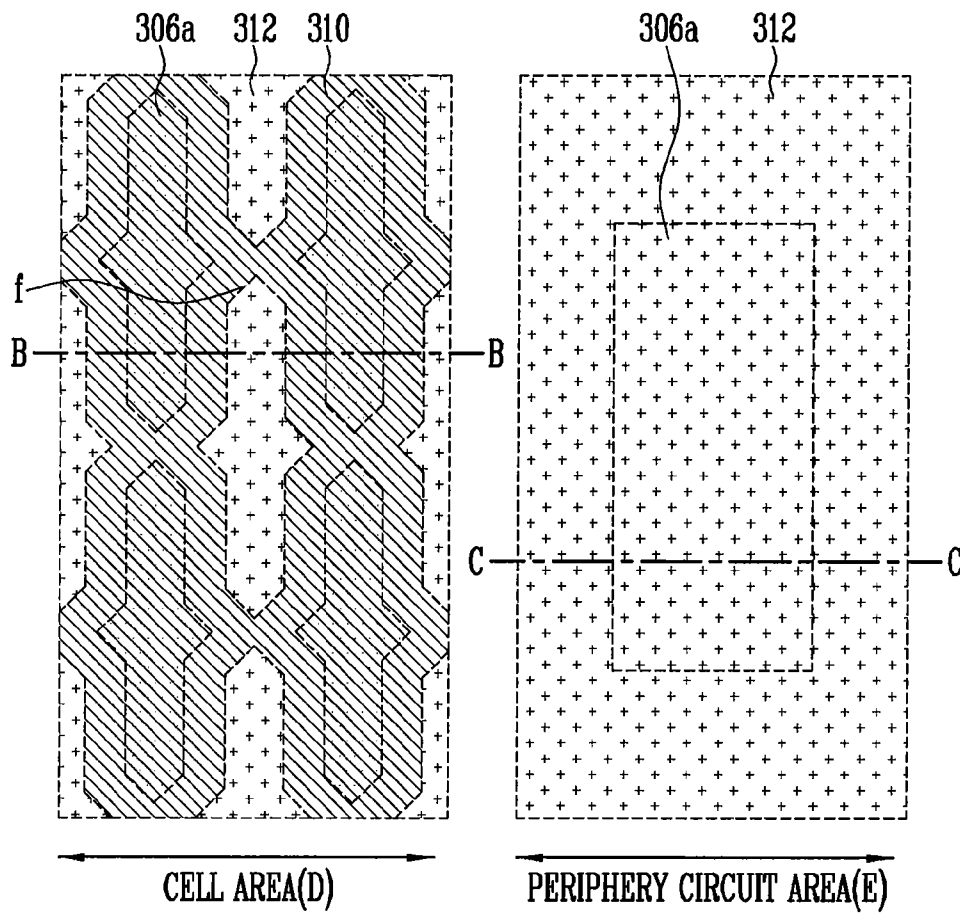 306a 312 310 306a 312
f
B B
C C
CELL AREA(D) PERIPHERY CIRCUIT AREA(E)